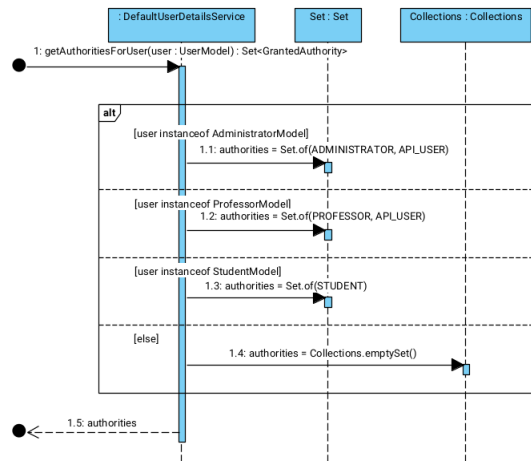 : DefaultUserDetailsService
Set : Set
Collections : Collections
1: getAuthoritiesForUser(user : UserModel) : Set<GrantedAuthority>
alt
[user instanceof AdministratorModel]
1.1: authorities = Set.of(ADMINISTRATOR, API_USER)
[user instanceof ProfessorModel]
1.2: authorities = Set.of(PROFESSOR, API_USER)
[user instanceof StudentModel]
1.3: authorities = Set.of(STUDENT)
[else]
1.4: authorities = Collections.emptySet()
1.5: authorities